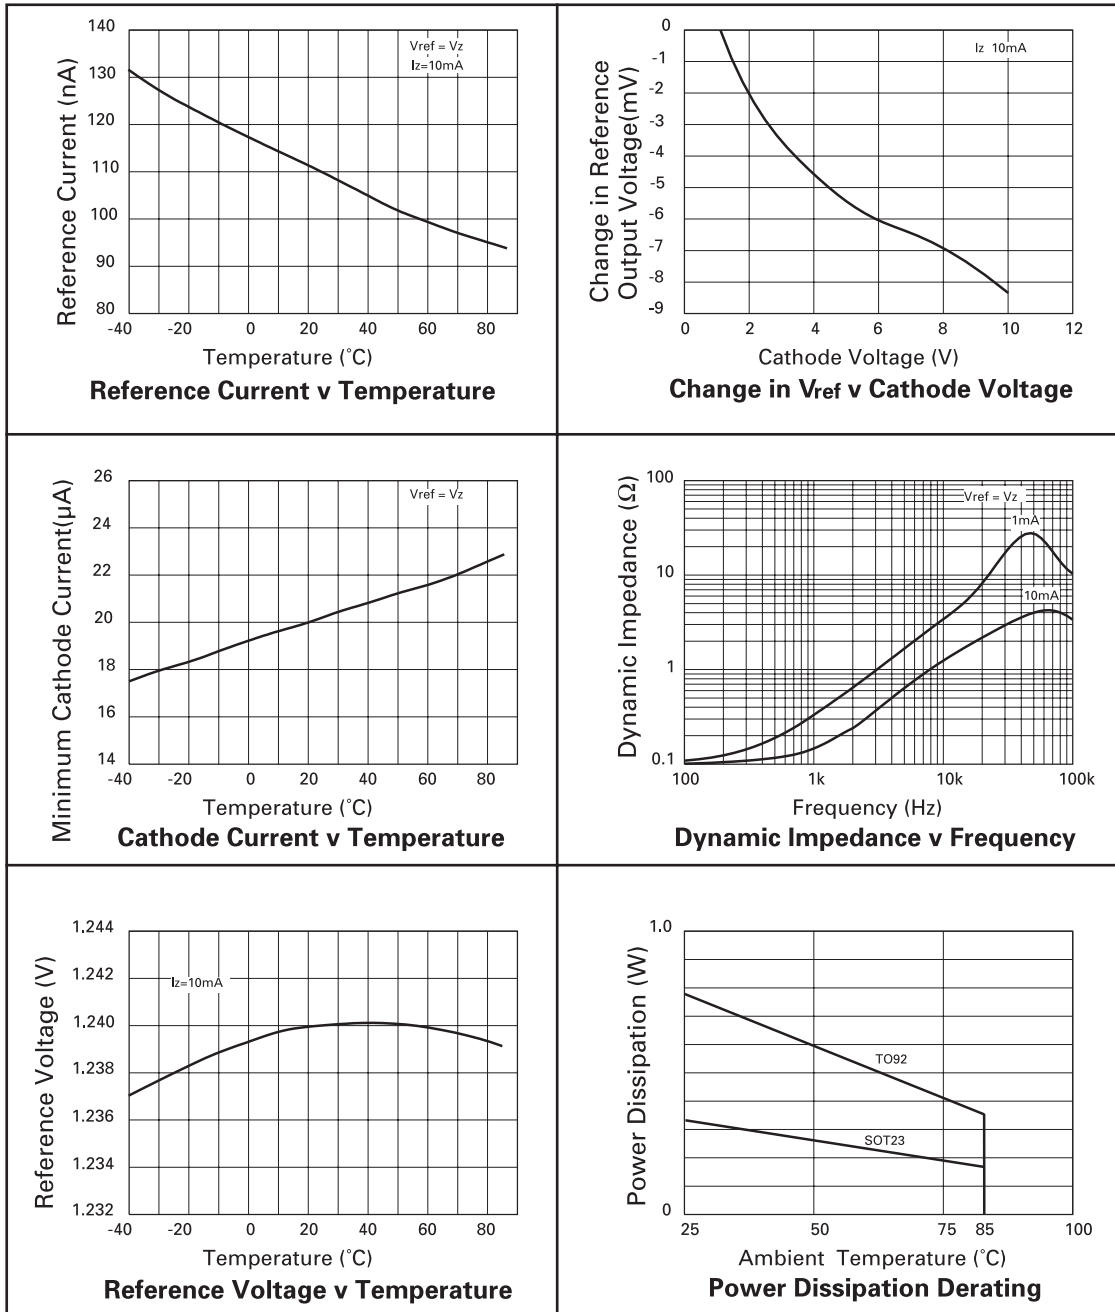 Reference Current (nA)
140
130
120
110
100
90
80
Vref = Vz
Iz=10mA
-40 -20 0 20 40 60 80
Temperature (˚C)
Reference Current v Temperature
Change in Reference
Output Voltage(mV)
0
-1
-2
-3
-4
-5
-6
-7
-8
-9
Iz 10mA
0 2 4 6 8 10 12
Cathode Voltage (V)
Change in Vref v Cathode Voltage
Minimum Cathode Current(µA)
26
24
22
20
18
16
14
Vref = Vz
-40 -20 0 20 40 60 80
Temperature (˚C)
Cathode Current v Temperature
Dynamic Impedance (Ω)
100
10
1
0.1
Vref = Vz
1mA
10mA
100 1k 10k 100k
Frequency (Hz)
Dynamic Impedance v Frequency
Reference Voltage (V)
1.244
1.242
1.240
1.238
1.236
1.234
1.232
Iz=10mA
-40 -20 0 20 40 60 80
Temperature (˚C)
Reference Voltage v Temperature
Power Dissipation (W)
1.0
0
TO92
SOT23
25 50 75 85 100
Ambient Temperature (˚C)
Power Dissipation Derating